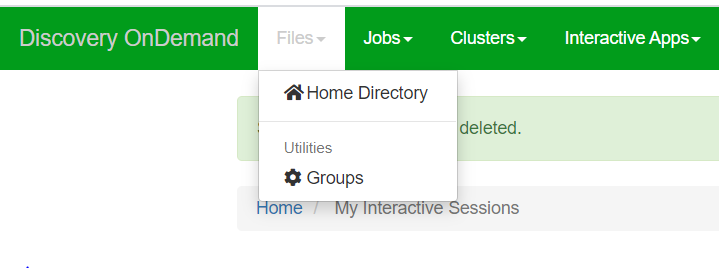 Discovery OnDemand Files Jobs Clusters Interactive Apps
Home Directory
deleted.
Utilities
Groups
Home / My Interactive Sessions